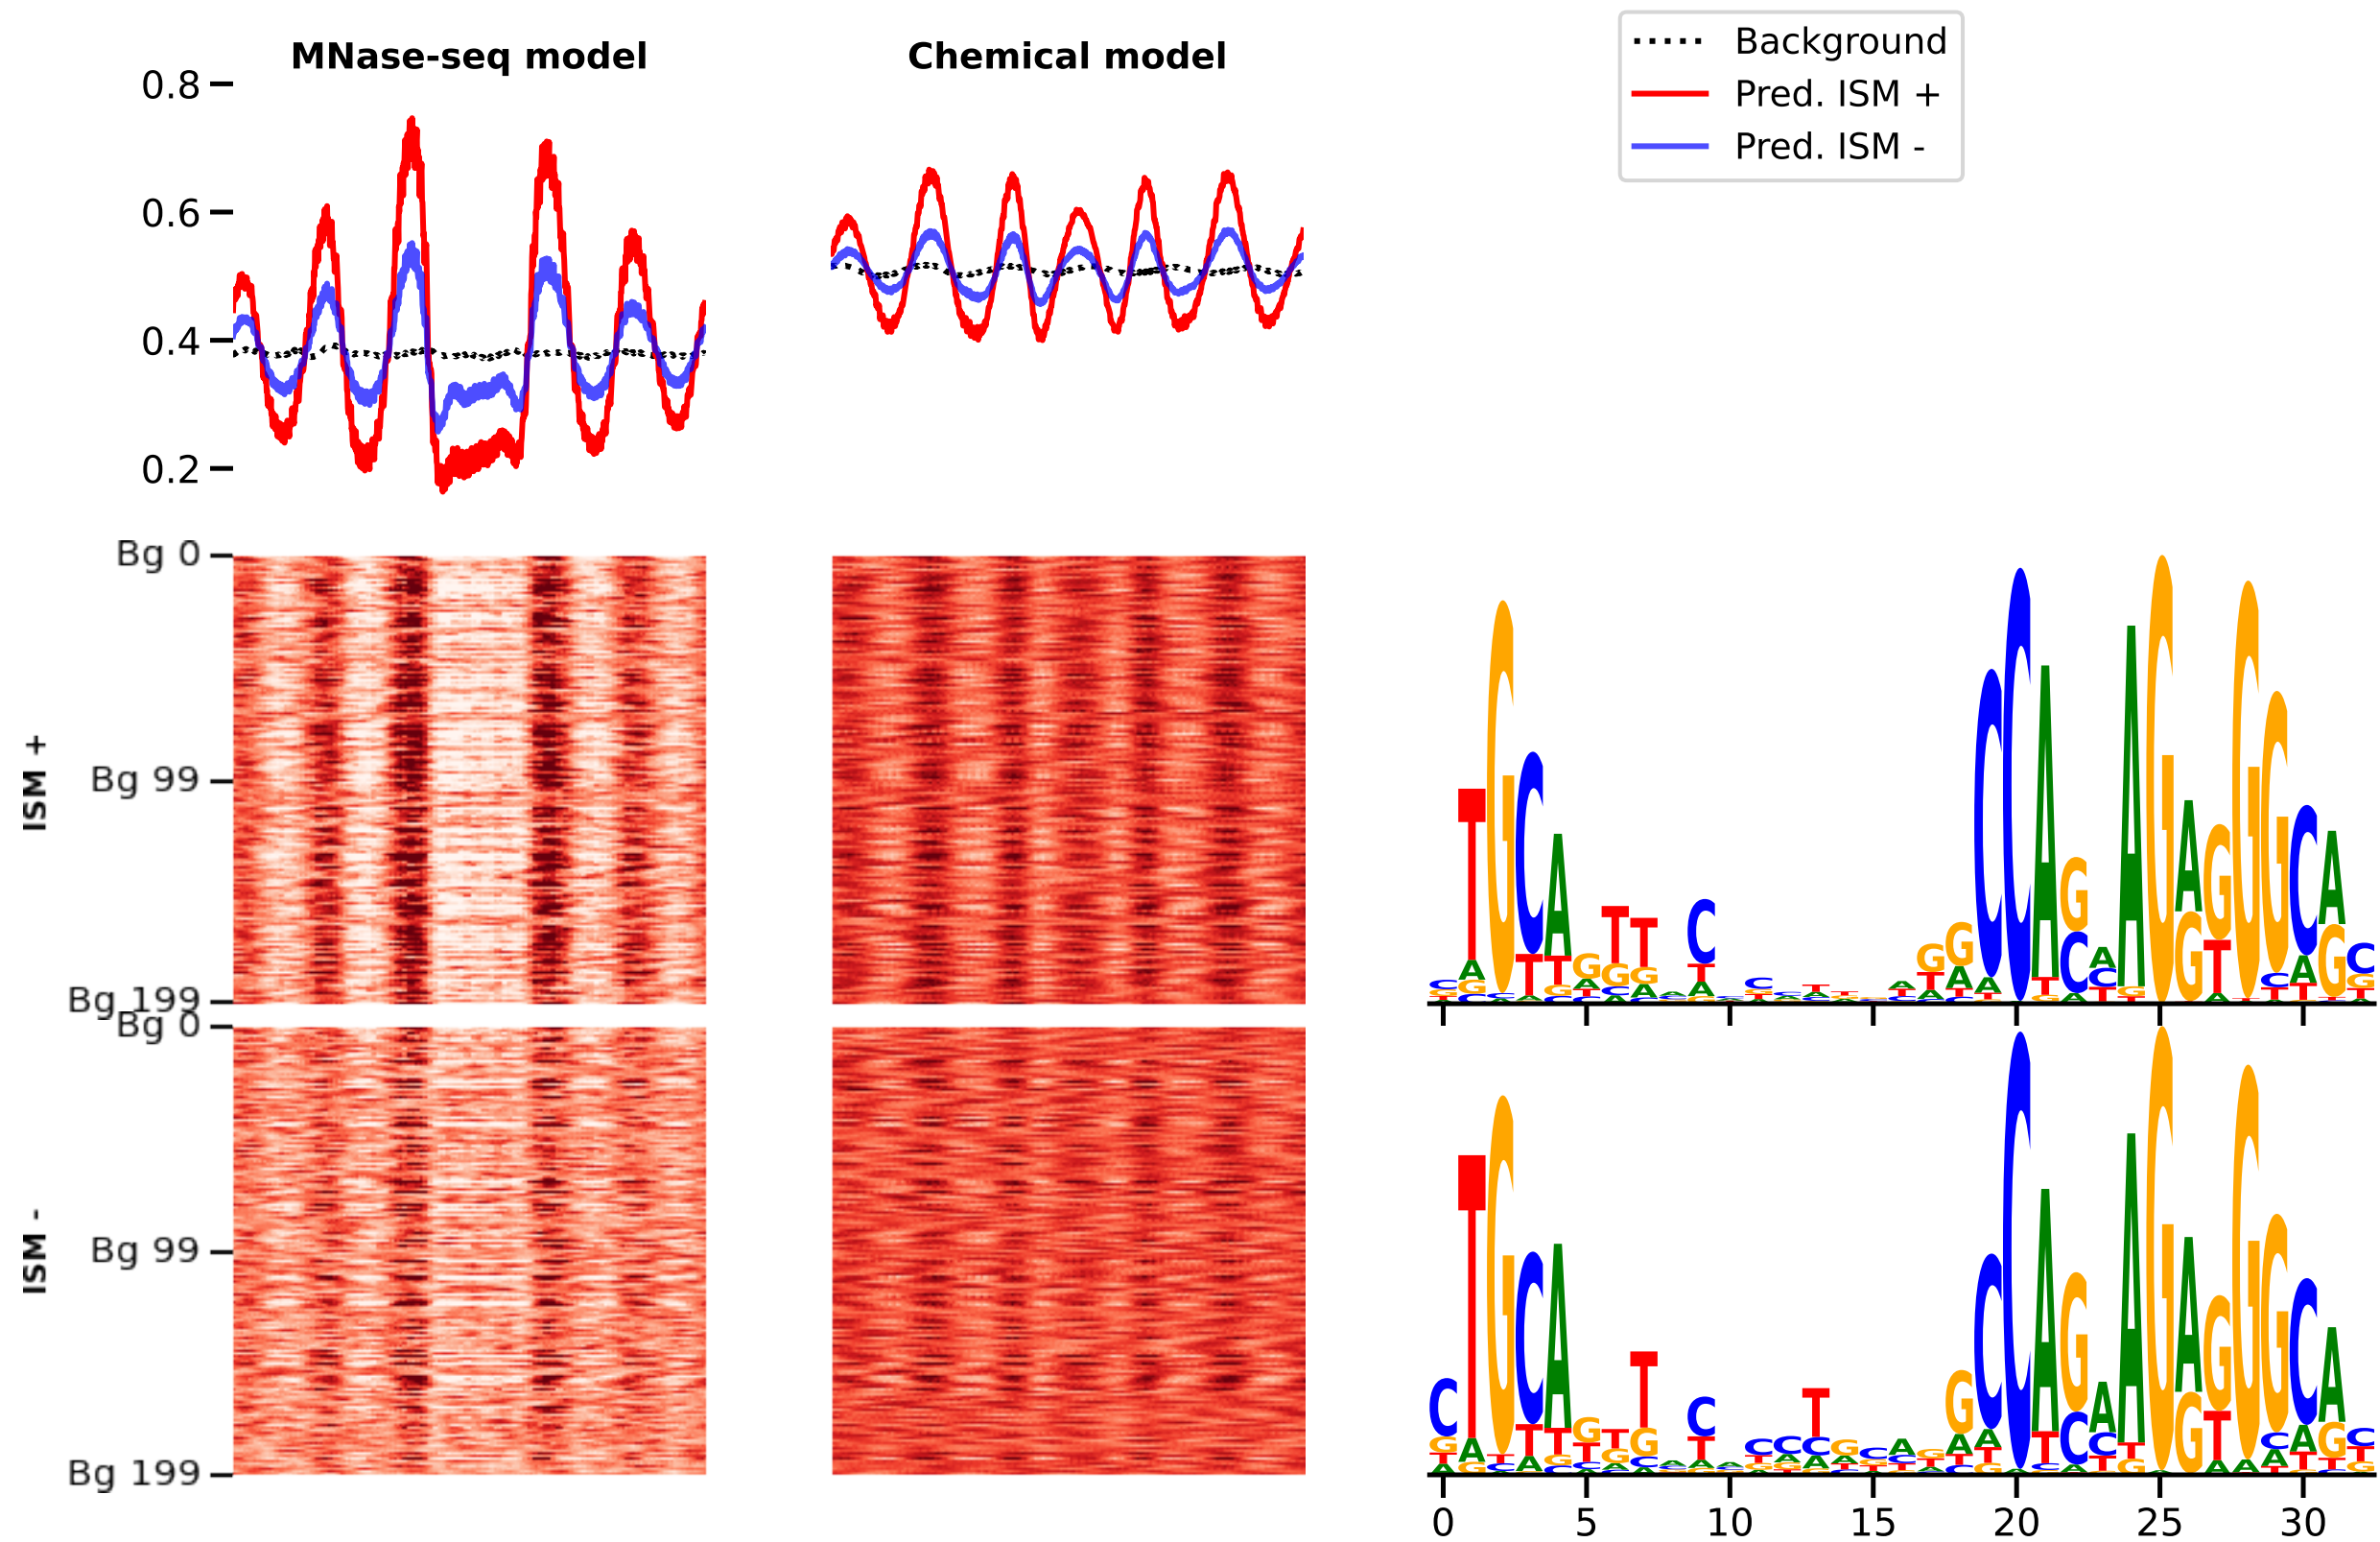 MNase-seq model
Chemical model
Background
Pred. ISM +
Pred. ISM -
0.8
0.6
0.4
0.2
ISM +
Bg 0
Bg 99
Bg 199
ISM -
Bg 0
Bg 99
Bg 199
0 5 10 15 20 25 30